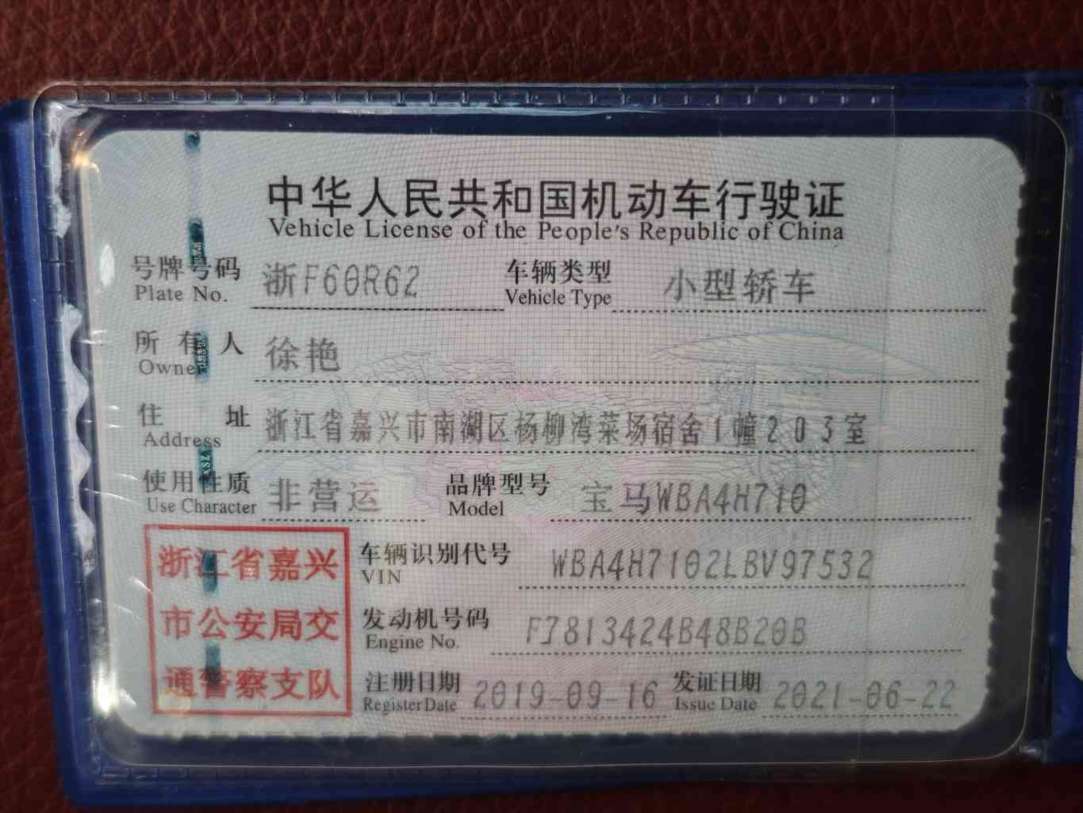 中华人民共和国机动车行驶证
Vehicle License of the People's Republic of China
号牌号码 浙F60R62 车辆类型 小型轿车
Plate No. Vehicle Type
所有人 徐艳
Owner
住址 浙江省嘉兴市南湖区杨柳湾菜场宿舍1幢203室
Address
使用性质 非营运 品牌型号 宝马WBA4H710
Use Character Model
浙江省嘉兴 车辆识别代号 WBA4H7102LBV97532
VIN
市公安局交 发动机号码 F7813424B48B20B
Engine No.
通警察支队 注册日期 2019-09-16 发证日期 2021-06-22
Register Date Issue Date